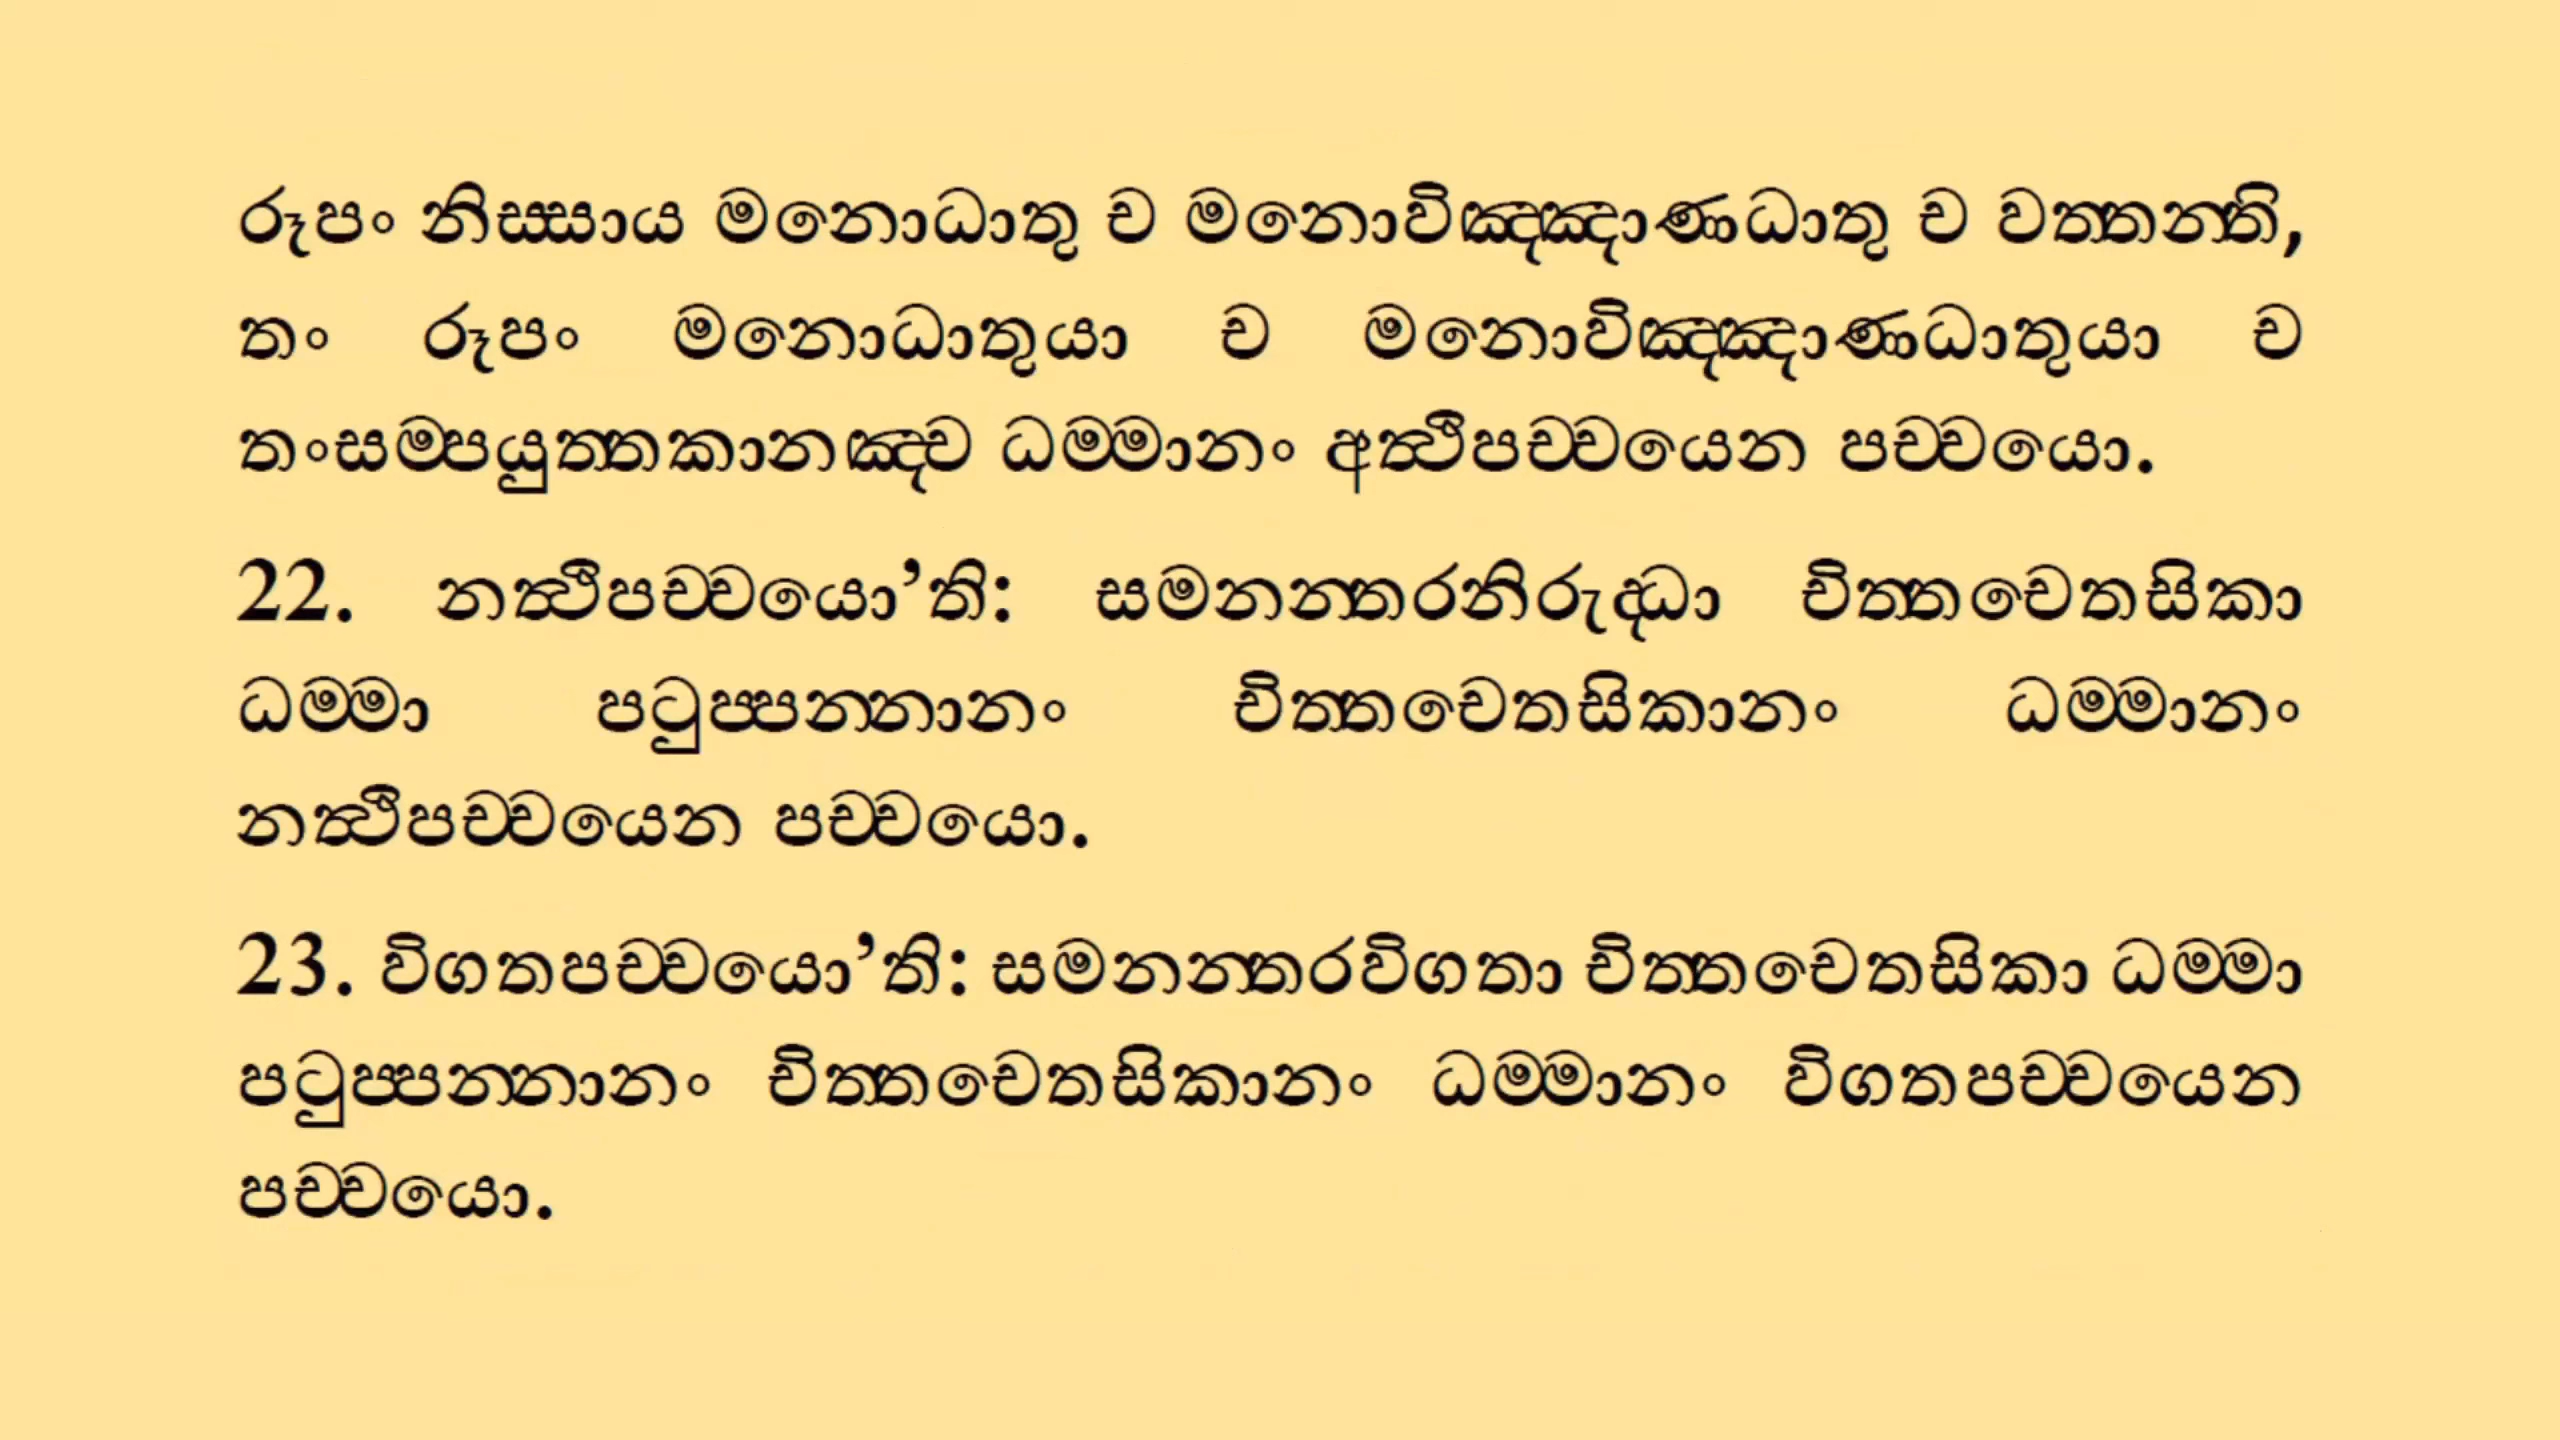 රූපං නිස‍්සාය මනොධාතු ච මනොවිඤ‍්ඤාණධාතු ච වත‍්තන‍්ති,
තං රූපං මනොධාතුයා ච මනොවිඤ‍්ඤාණධාතුයා ච
තංසම‍්පයුත‍්තකානඤ‍්ච ධම‍්මානං අත්‍ථිපච‍්චයෙන පච‍්චයො.
22. නත්‍ථිපච‍්චයො’ති: සමනන‍්තරනිරුද‍්ධා චිත‍්තචෙතසිකා
ධම‍්මා පටුප‍්පන‍්නානං චිත‍්තචෙතසිකානං ධම‍්මානං
නත්‍ථිපච‍්චයෙන පච‍්චයො.
23. විගතපච‍්චයො’ති: සමනන‍්තරවිගතා චිත‍්තචෙතසිකා ධම‍්මා
පටුප‍්පන‍්නානං චිත‍්තචෙතසිකානං ධම‍්මානං විගතපච‍්චයෙන
පච‍්චයො.